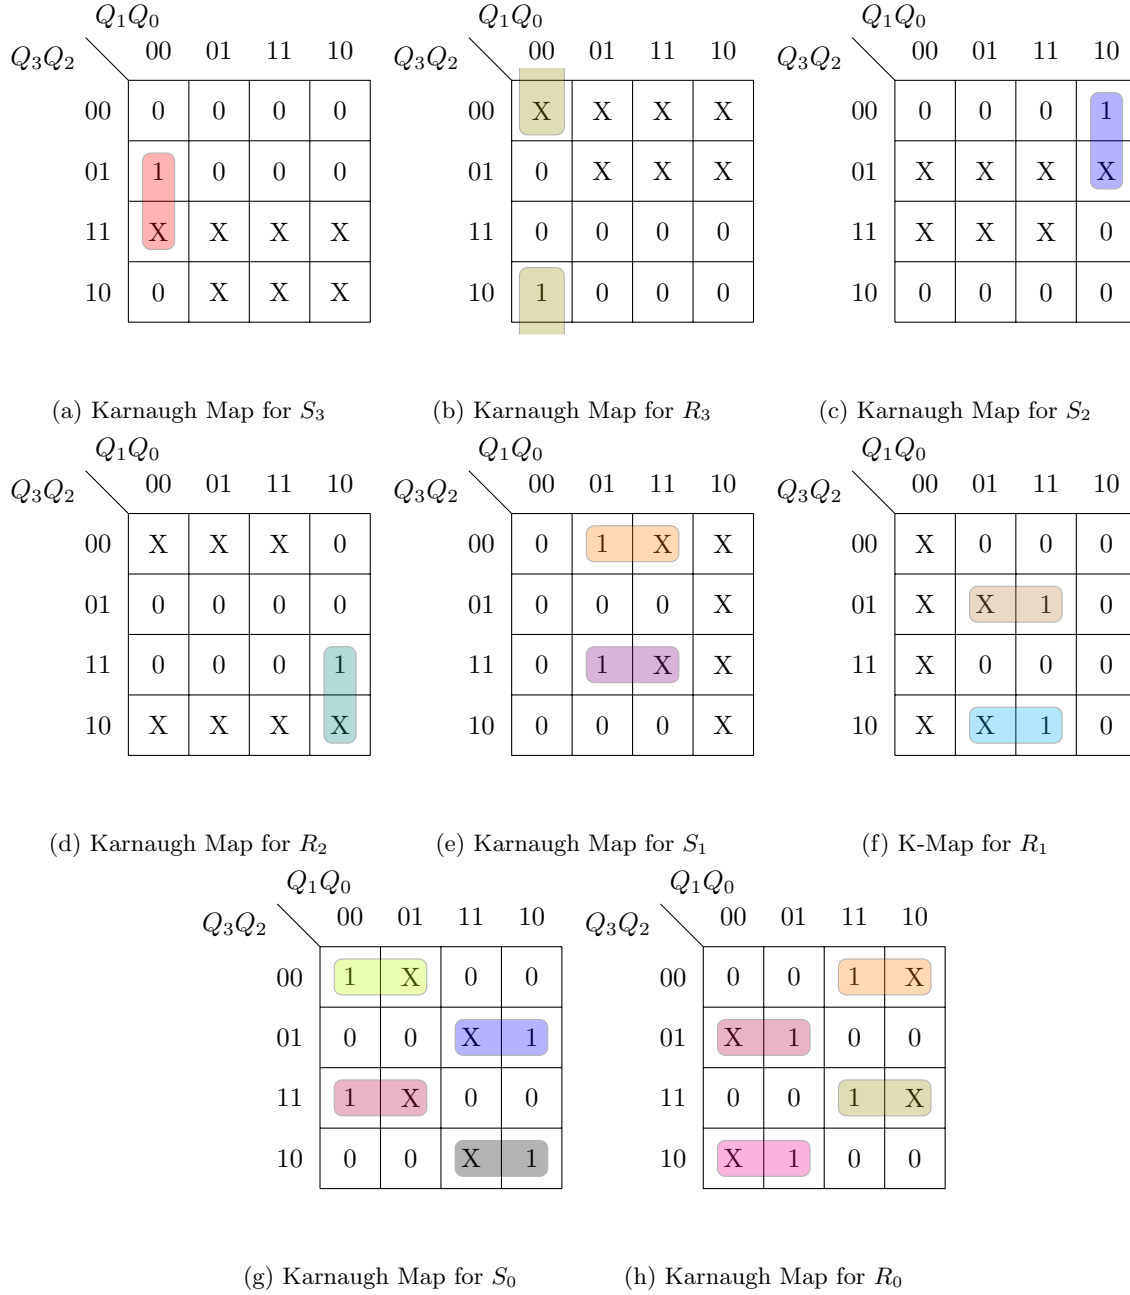 Q₁Q₀ Q₁Q₀ Q₁Q₀
Q₃Q₂ 00 01 11 10 Q₃Q₂ 00 01 11 10 Q₃Q₂ 00 01 11 10
00 0 0 0 0 00 X X X X 00 0 0 0 1
01 1 0 0 0 01 0 X X X 01 X X X X
11 X X X X 11 0 0 0 0 11 X X X 0
10 0 X X X 10 1 0 0 0 10 0 0 0 0
(a) Karnaugh Map for S₃ (b) Karnaugh Map for R₃ (c) Karnaugh Map for S₂
Q₁Q₀ Q₁Q₀ Q₁Q₀
Q₃Q₂ 00 01 11 10 Q₃Q₂ 00 01 11 10 Q₃Q₂ 00 01 11 10
00 X X X 0 00 0 1 X X 00 X 0 0 0
01 0 0 0 0 01 0 0 0 X 01 X X 1 0
11 0 0 0 1 11 0 1 X X 11 X 0 0 0
10 X X X X 10 0 0 0 X 10 X X 1 0
(d) Karnaugh Map for R₂ (e) Karnaugh Map for S₁ (f) K-Map for R₁
Q₁Q₀ Q₁Q₀
Q₃Q₂ 00 01 11 10 Q₃Q₂ 00 01 11 10
00 1 X 0 0 00 0 0 1 X
01 0 0 X 1 01 X 1 0 0
11 1 X 0 0 11 0 0 1 X
10 0 0 X 1 10 X 1 0 0
(g) Karnaugh Map for S₀ (h) Karnaugh Map for R₀